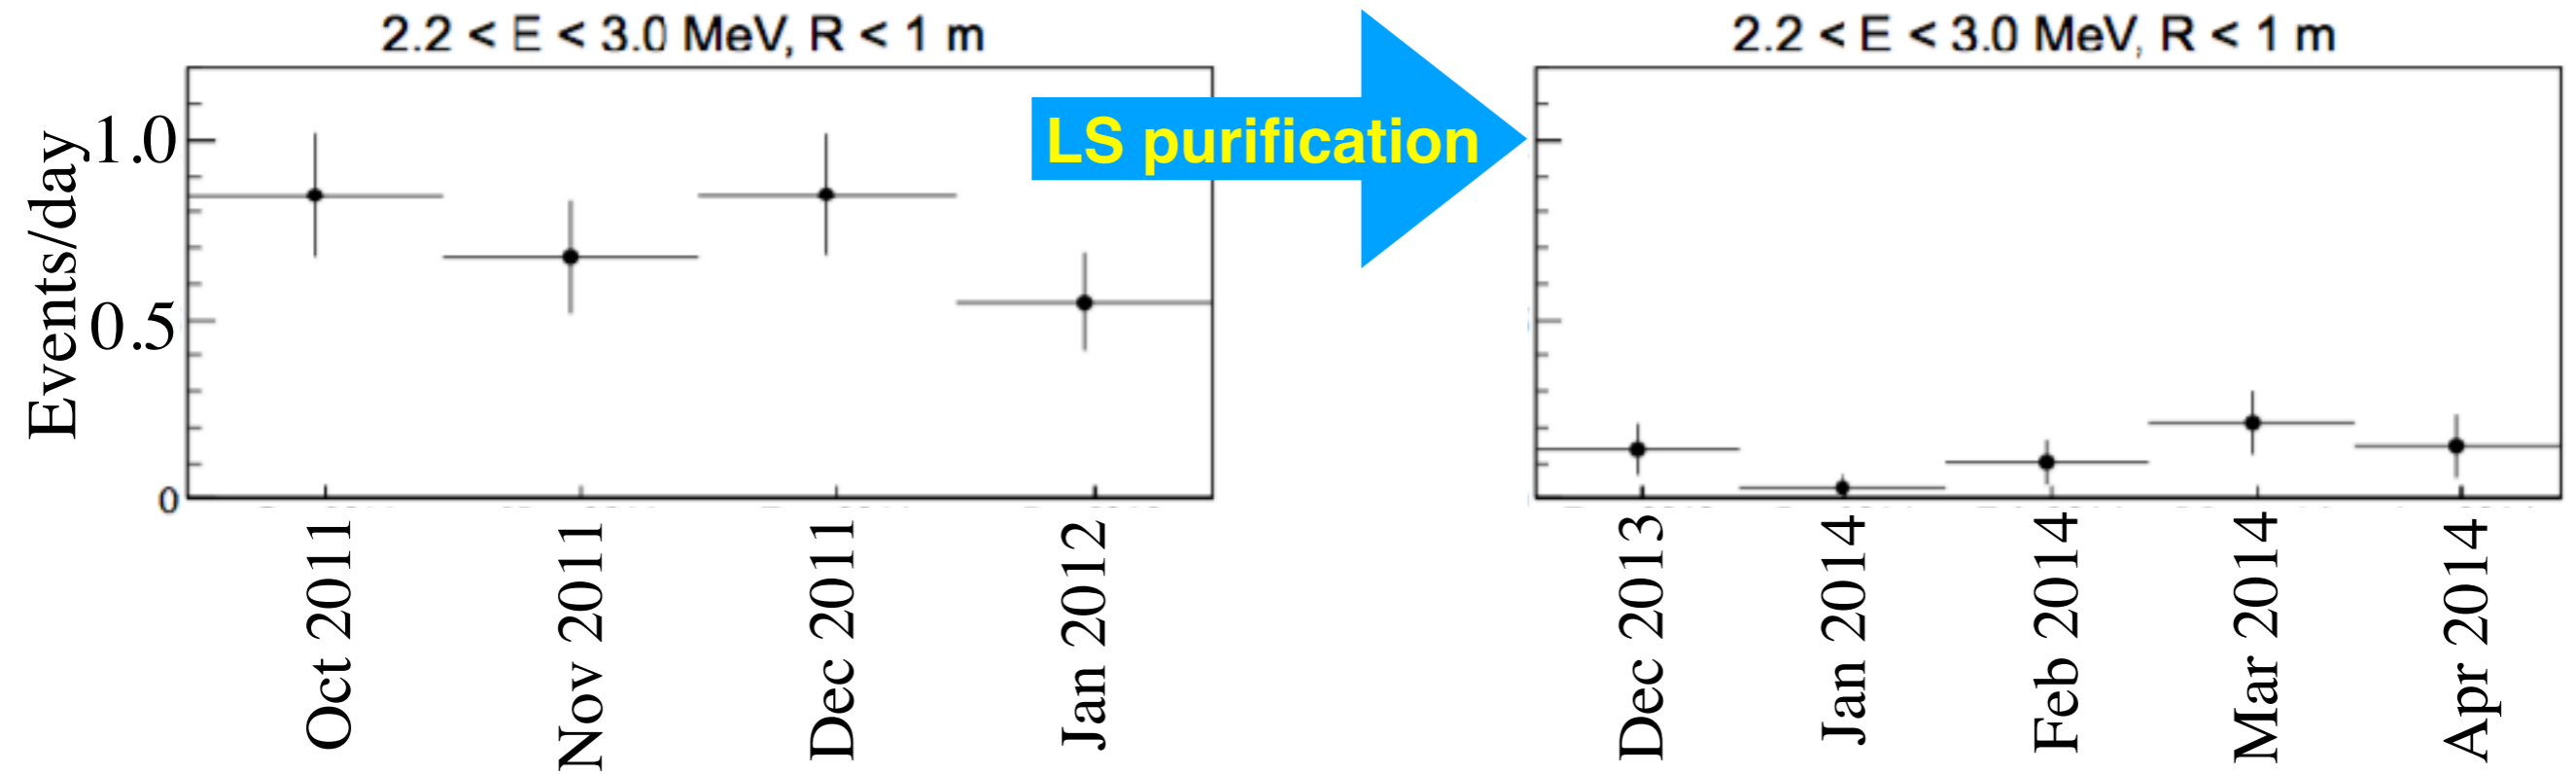 2.2 < E < 3.0 MeV, R < 1 m
Events/day
1.0
0.5
0
Oct 2011
Nov 2011
Dec 2011
Jan 2012
LS purification
2.2 < E < 3.0 MeV, R < 1 m
Dec 2013
Jan 2014
Feb 2014
Mar 2014
Apr 2014